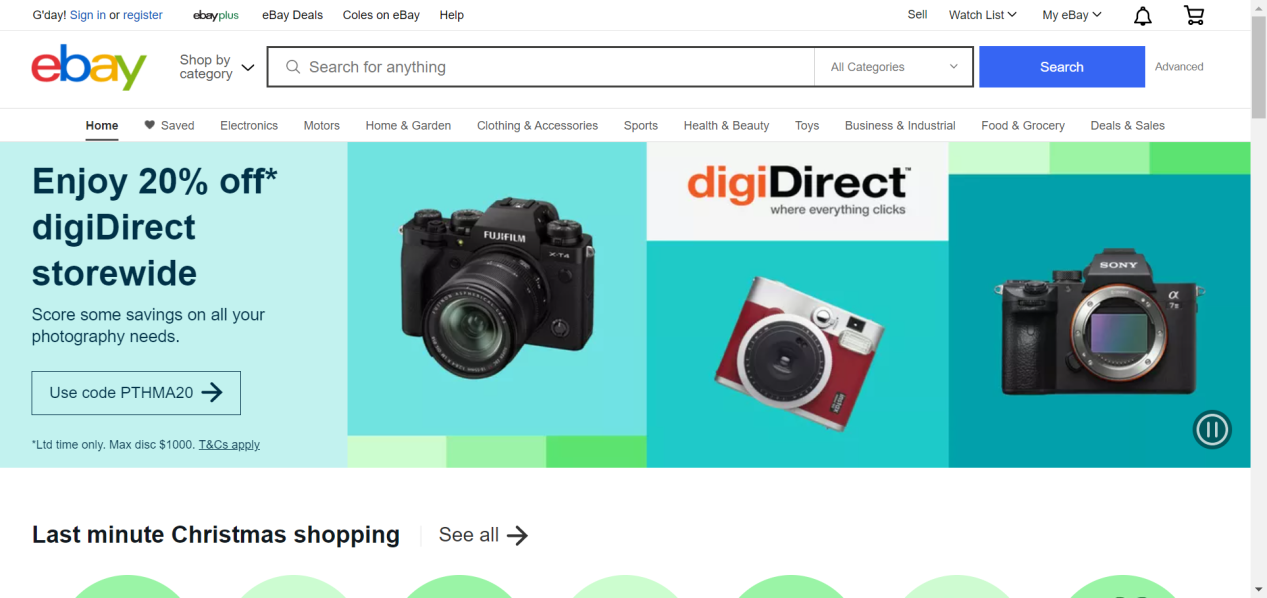 G'day! Sign in or register
ebayplus
eBay Deals
Coles on eBay
Help
Sell
Watch List
My eBay
ebay
Shop by
category
Search for anything
All Categories
Search
Advanced
Home
Saved
Electronics
Motors
Home & Garden
Clothing & Accessories
Sports
Health & Beauty
Toys
Business & Industrial
Food & Grocery
Deals & Sales
Enjoy 20% off*
digiDirect
storewide
Score some savings on all your
photography needs.
Use code PTHMA20
*Ltd time only. Max disc $1000. T&Cs apply
FUJIFILM
X-T4
digiDirect™
where everything clicks
instax
SONY
α
7 III
Last minute Christmas shopping
See all